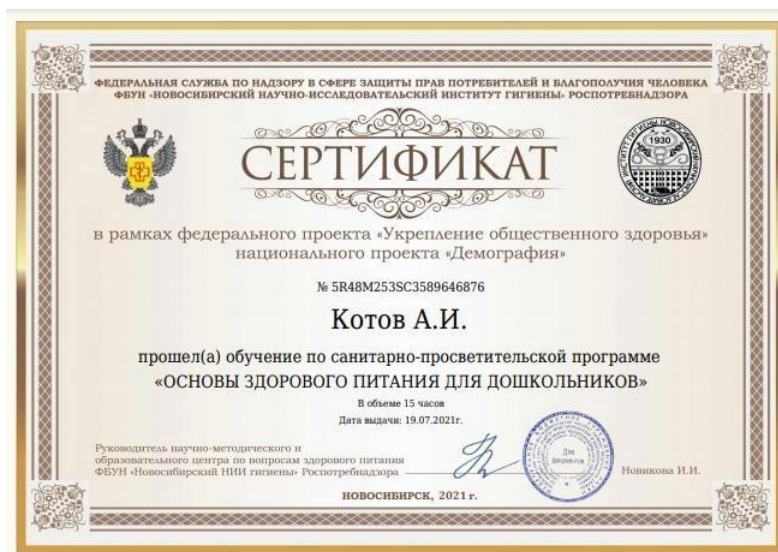 ФЕДЕРАЛЬНАЯ СЛУЖБА ПО НАДЗОРУ В СФЕРЕ ЗАЩИТЫ ПРАВ ПОТРЕБИТЕЛЕЙ И БЛАГОПОЛУЧИЯ ЧЕЛОВЕКА
ФБУН «НОВОСИБИРСКИЙ НАУЧНО-ИССЛЕДОВАТЕЛЬСКИЙ ИНСТИТУТ ГИГИЕНЫ» РОСПОТРЕБНАДЗОРА
СЕРТИФИКАТ
1930
в рамках федерального проекта «Укрепление общественного здоровья»
национального проекта «Демография»
№ 5R48M253SC3589646876
Котов А.И.
прошел(а) обучение по санитарно-просветительской программе
«ОСНОВЫ ЗДОРОВОГО ПИТАНИЯ ДЛЯ ДОШКОЛЬНИКОВ»
В объеме 15 часов
Дата выдачи: 19.07.2021г.
Руководитель научно-методического и
образовательного центра по вопросам здорового питания
ФБУН «Новосибирский НИИ гигиены» Роспотребнадзора
Для
документов
Новикова И.И.
НОВОСИБИРСК, 2021 г.